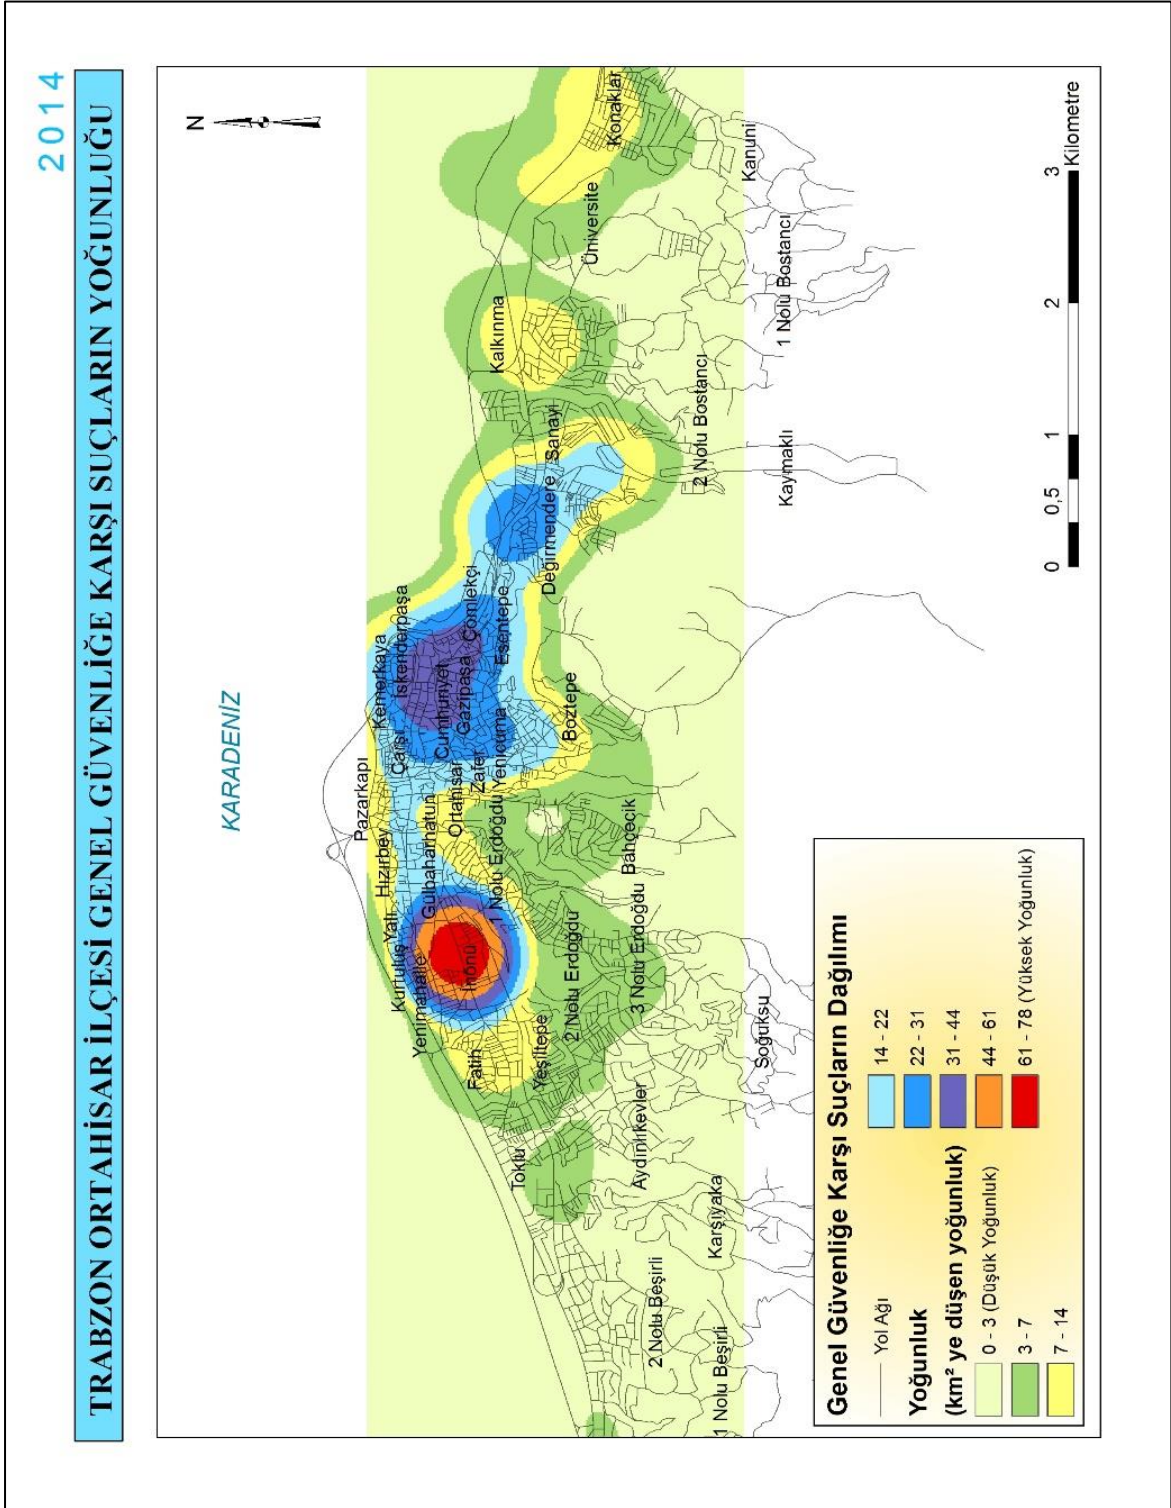 2014
TRABZON ORTAHİSAR İLÇESİ GENEL GÜVENLİĞE KARŞI SUÇLARIN YOĞUNLUĞU
N
KARADENİZ
Pazarkapı
Kemerkaya
İskenderpaşa
Çarşı
Hızırbey
Yalı
Kurtuluş
Yenimahalle
Gülbaharhatun
Cumhuriyet
Gazipaşa
Çömlekçi
Esentepe
Ortahisar
Zafer
Yenicuma
1 Nolu Erdoğdu
İnönü
Fatih
Yeşiltepe
Toklu
2 Nolu Erdoğdu
3 Nolu Erdoğdu
Bahçecik
Boztepe
Değirmendere
Sanayi
Kalkınma
Üniversite
Konaklar
Kanuni
1 Nolu Bostancı
2 Nolu Bostancı
Kaymaklı
Soğuksu
Aydınlıkevler
Karşıyaka
2 Nolu Beşirli
1 Nolu Beşirli
Genel Güvenliğe Karşı Suçların Dağılımı
Yol Ağı
Yoğunluk
(km² ye düşen yoğunluk)
0 - 3 (Düşük Yoğunluk)
3 - 7
7 - 14
14 - 22
22 - 31
31 - 44
44 - 61
61 - 78 (Yüksek Yoğunluk)
0 0,5 1 2 3
Kilometre